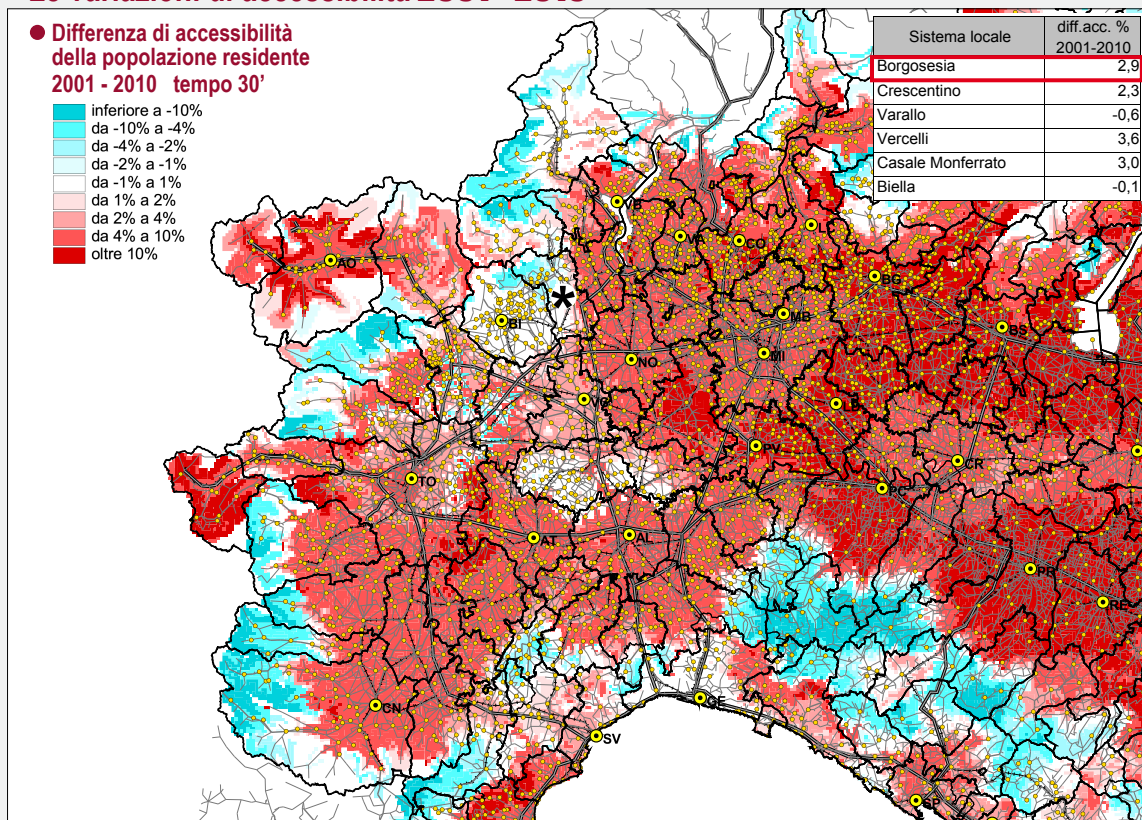 Differenza di accessibilità
della popolazione residente
2001 - 2010 tempo 30'
inferiore a -10%
da -10% a -4%
da -4% a -2%
da -2% a -1%
da -1% a 1%
da 1% a 2%
da 2% a 4%
da 4% a 10%
oltre 10%
Sistema locale diff.acc. % 2001-2010
Borgosesia 2,9
Crescentino 2,3
Varallo -0,6
Vercelli 3,6
Casale Monferrato 3,0
Biella -0,1
VB
VA
CO
AO
BG
*
BI
MB
BS
NO
MI
VC
PV
CR
TO
AT
AL
PR
RE
CN
GE
SV
SP